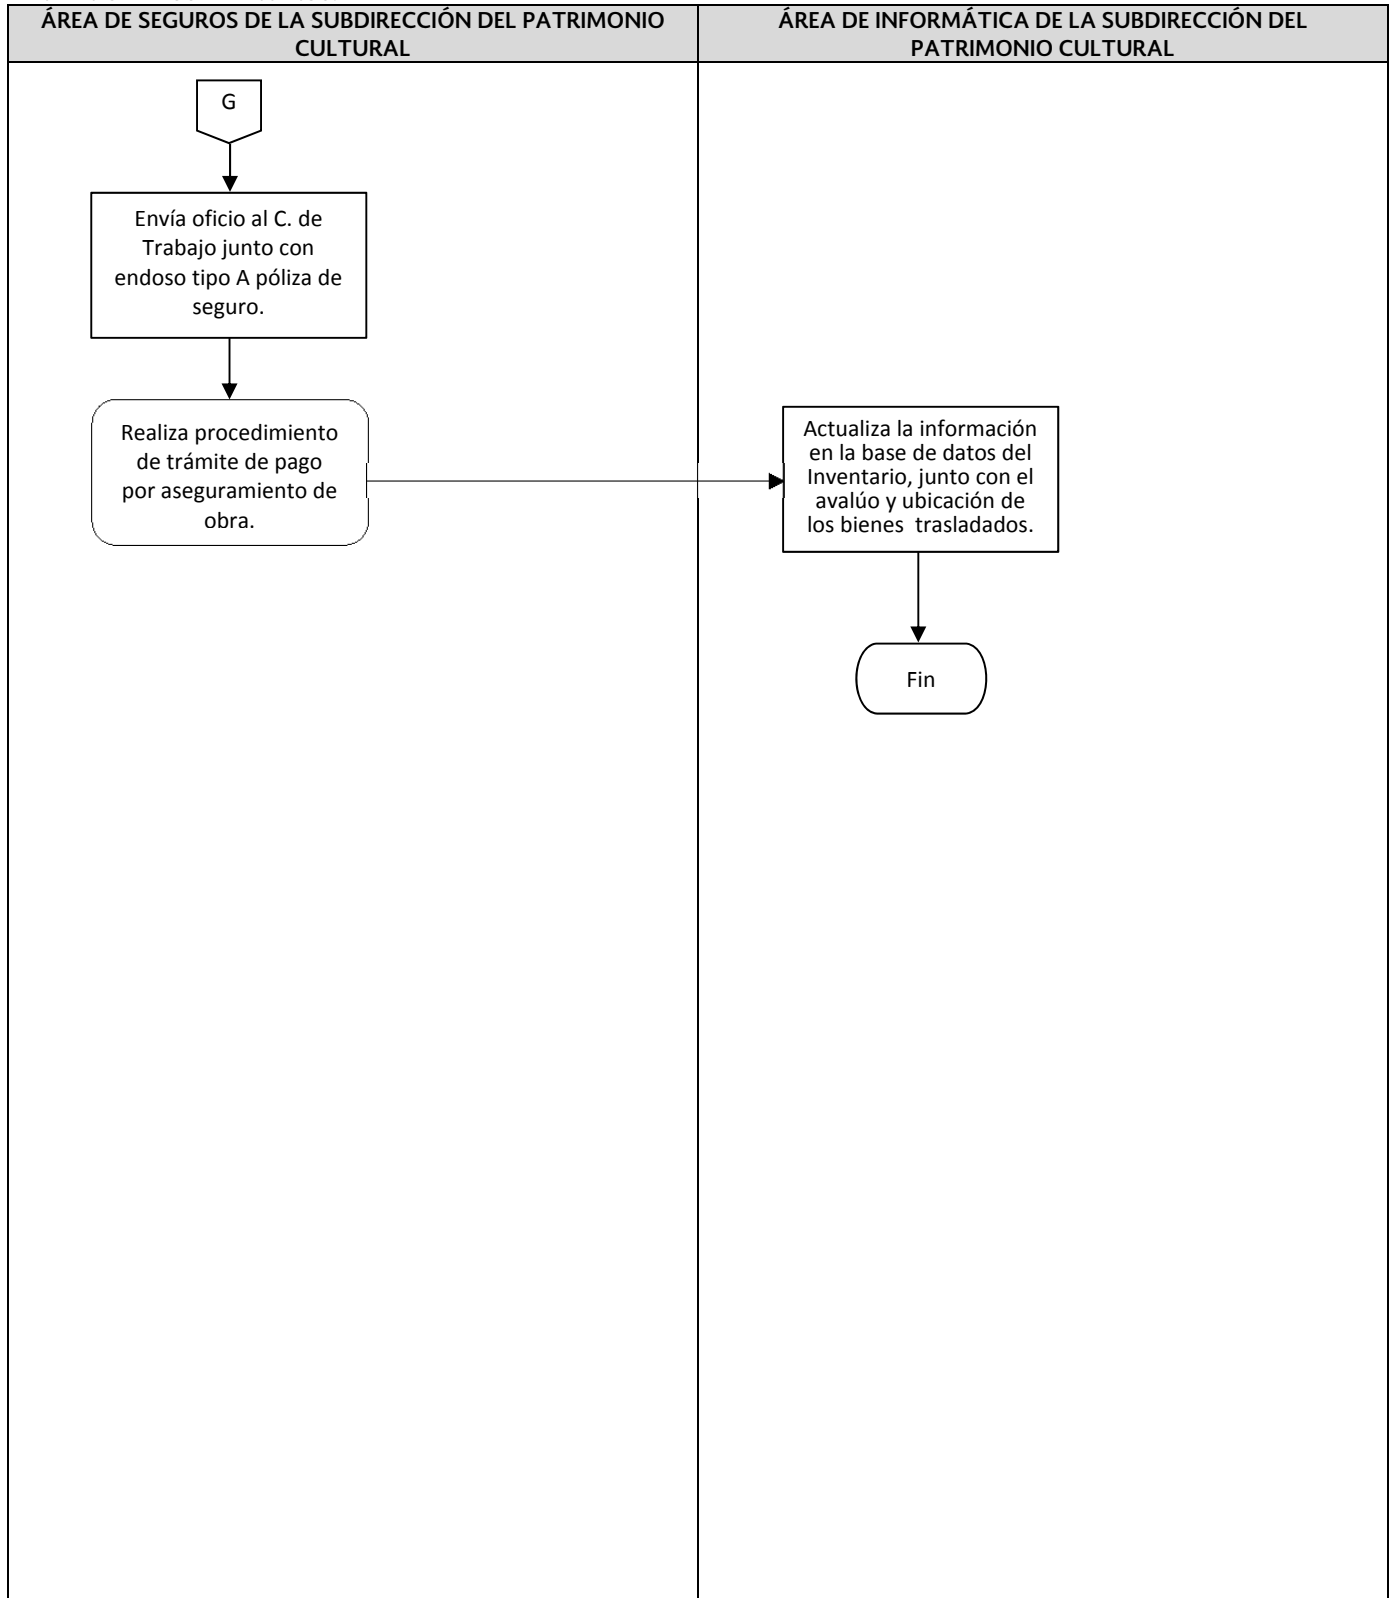 ÁREA DE SEGUROS DE LA SUBDIRECCIÓN DEL PATRIMONIO
CULTURAL
ÁREA DE INFORMÁTICA DE LA SUBDIRECCIÓN DEL
PATRIMONIO CULTURAL
G
Envía oficio al C. de
Trabajo junto con
endoso tipo A póliza de
seguro.
Realiza procedimiento
de trámite de pago
por aseguramiento de
obra.
Actualiza la información
en la base de datos del
Inventario, junto con el
avalúo y ubicación de
los bienes trasladados.
Fin